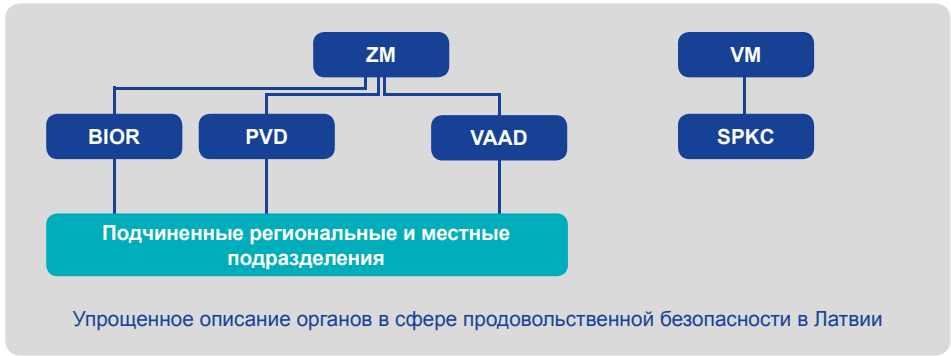 ZM
VM
BIOR
PVD
VAAD
SPKC
Подчиненные региональные и местные
подразделения
Упрощенное описание органов в сфере продовольственной безопасности в Латвии